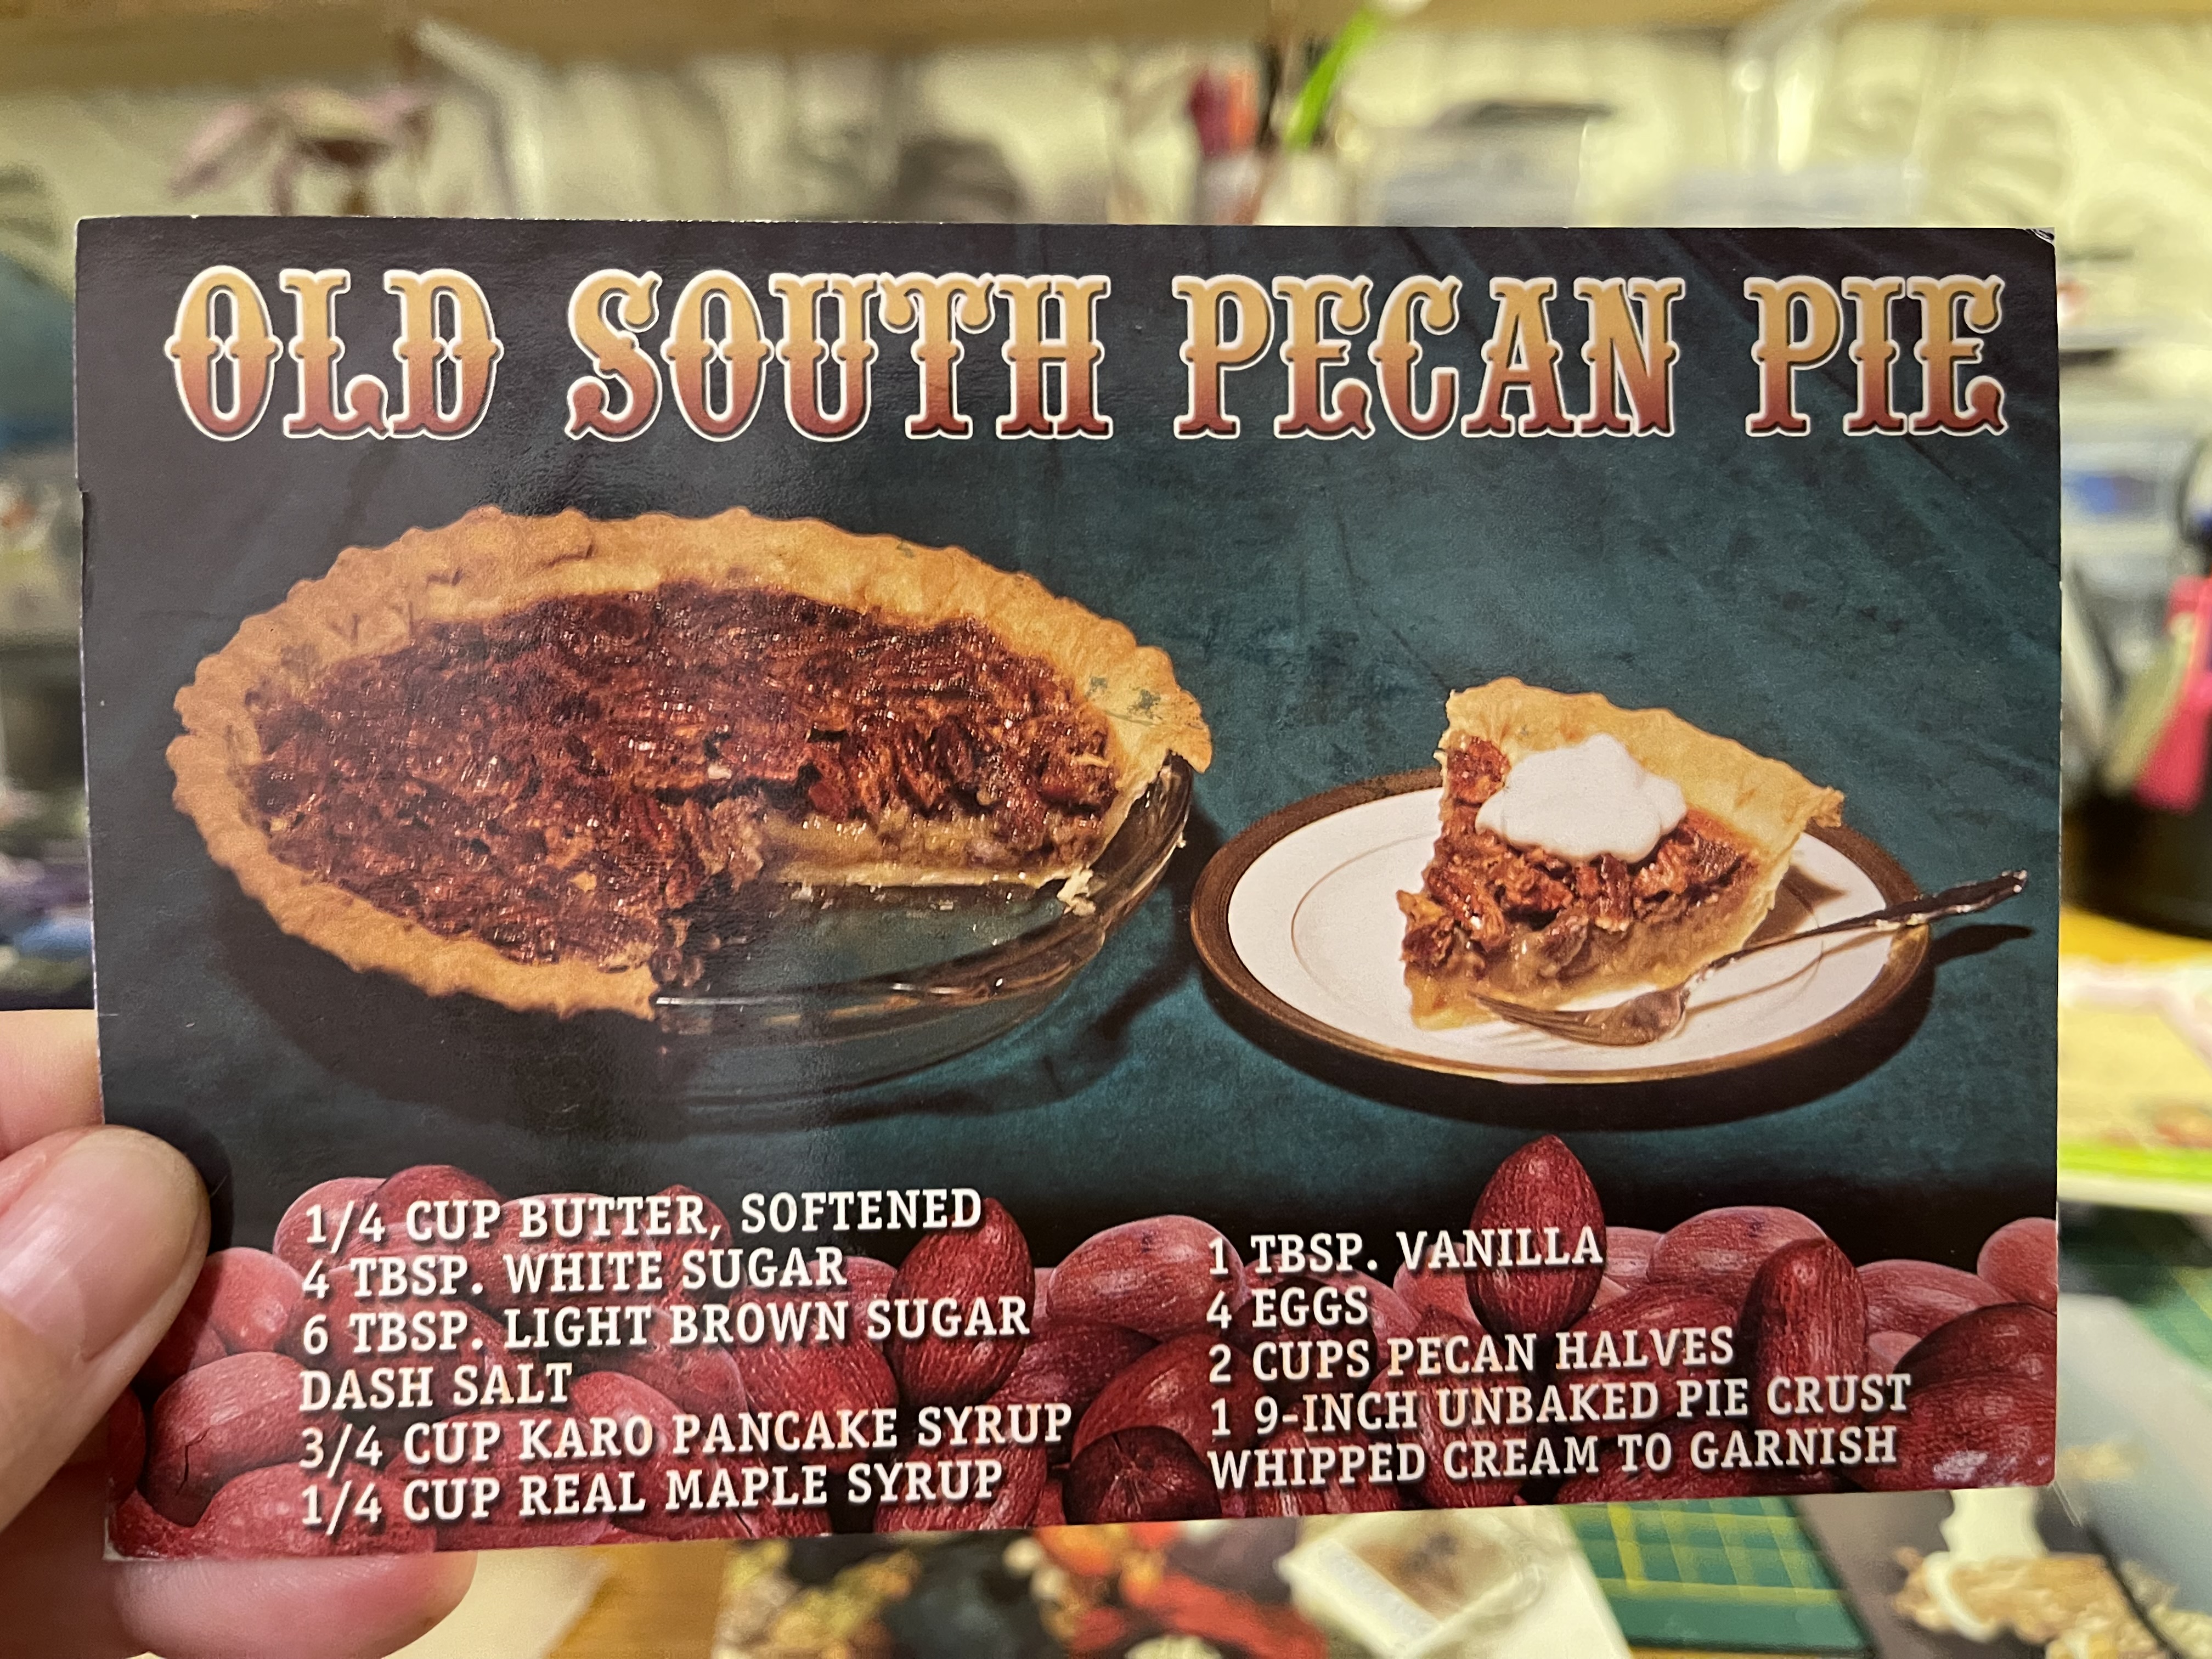 OLD SOUTH PECAN PIE
1/4 CUP BUTTER, SOFTENED
4 TBSP. WHITE SUGAR
6 TBSP. LIGHT BROWN SUGAR
DASH SALT
3/4 CUP KARO PANCAKE SYRUP
1/4 CUP REAL MAPLE SYRUP
1 TBSP. VANILLA
4 EGGS
2 CUPS PECAN HALVES
1 9-INCH UNBAKED PIE CRUST
WHIPPED CREAM TO GARNISH